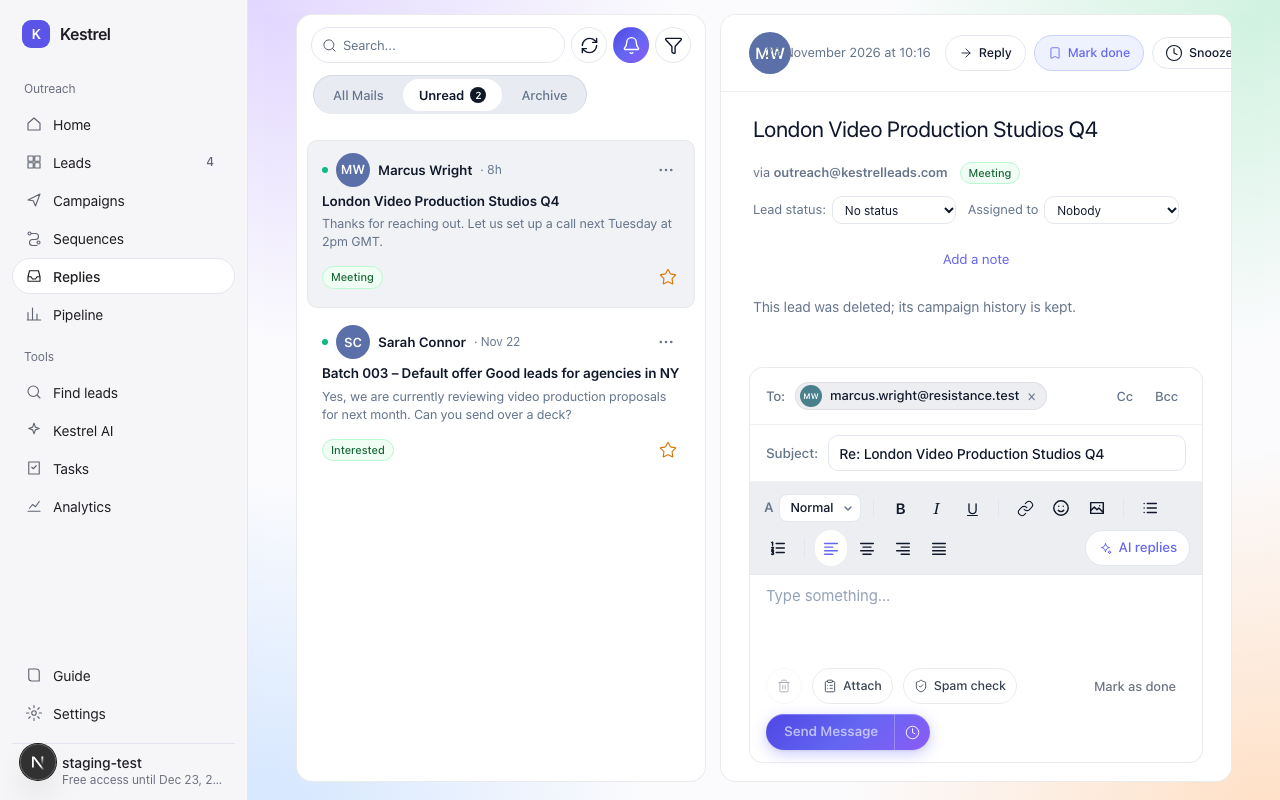 K Kestrel
Outreach
Home
Leads 4
Campaigns
Sequences
Replies
Pipeline
Tools
Find leads
Kestrel AI
Tasks
Analytics
Guide
Settings
N staging-test
Free access until Dec 23, 2...
Search...
All Mails Unread 2 Archive
MW Marcus Wright · 8h
London Video Production Studios Q4
Thanks for reaching out. Let us set up a call next Tuesday at
2pm GMT.
Meeting
SC Sarah Connor · Nov 22
Batch 003 – Default offer Good leads for agencies in NY
Yes, we are currently reviewing video production proposals
for next month. Can you send over a deck?
Interested
MW November 2026 at 10:16 Reply Mark done Snooze
London Video Production Studios Q4
via outreach@kestrelleads.com Meeting
Lead status: No status Assigned to Nobody
Add a note
This lead was deleted; its campaign history is kept.
To: MW marcus.wright@resistance.test x Cc Bcc
Subject: Re: London Video Production Studios Q4
A Normal B I U
AI replies
Type something...
Attach Spam check Mark as done
Send Message